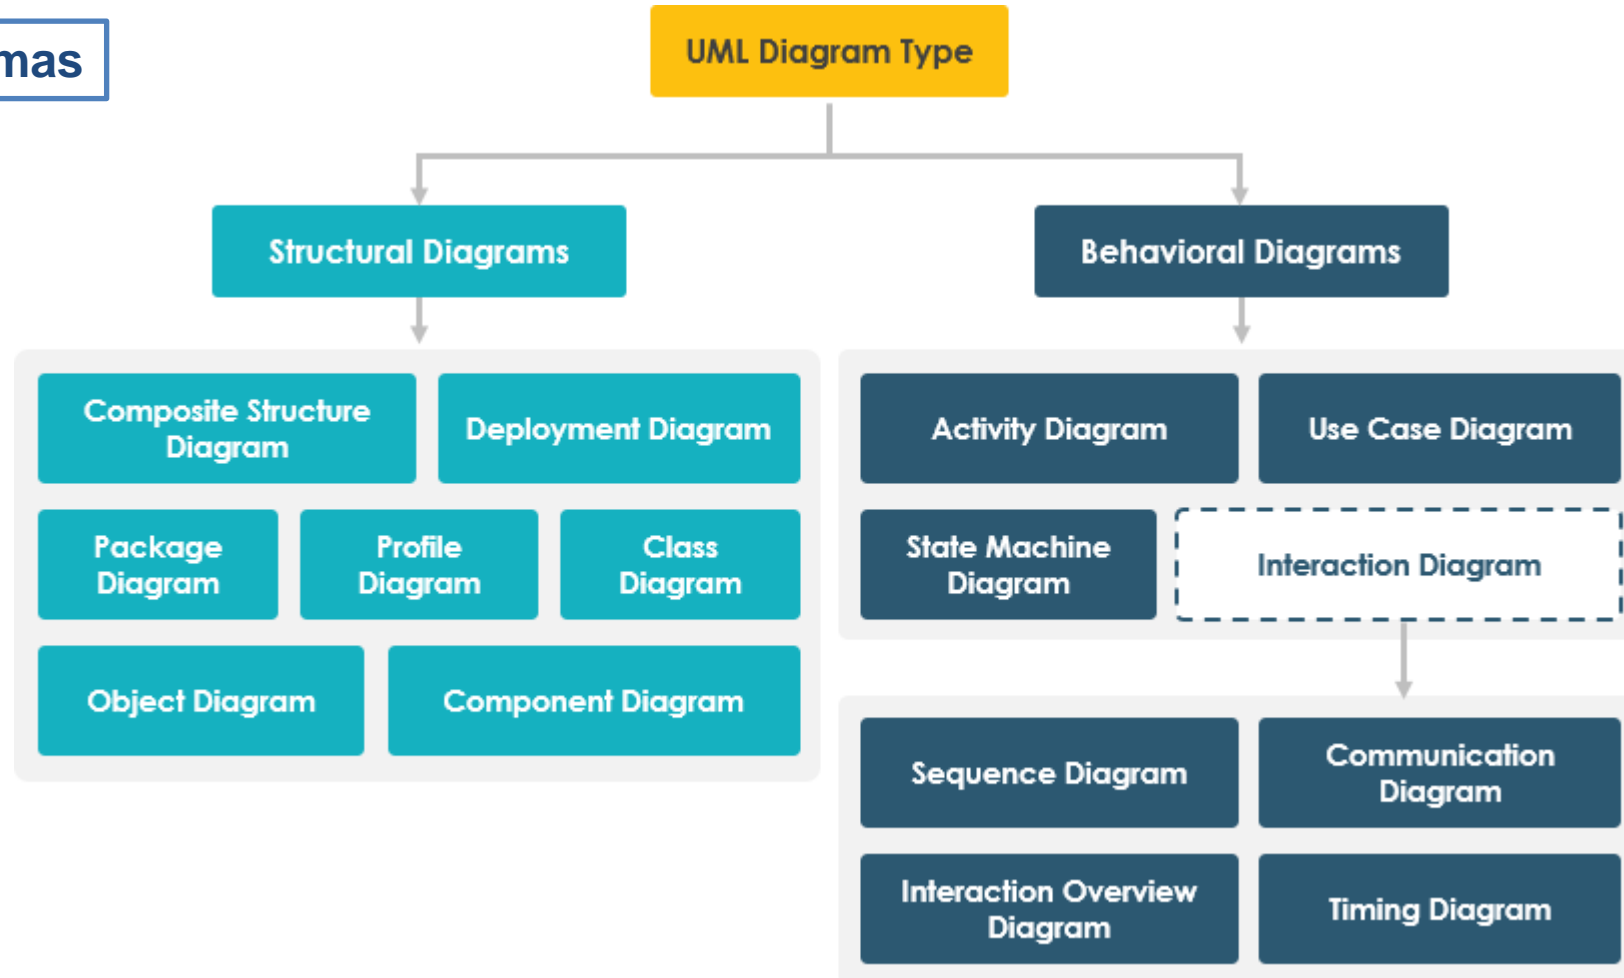 mas
UML Diagram Type
Structural Diagrams
Behavioral Diagrams
Composite Structure
Diagram
Deployment Diagram
Package
Diagram
Profile
Diagram
Class
Diagram
Object Diagram
Component Diagram
Activity Diagram
Use Case Diagram
State Machine
Diagram
Interaction Diagram
Sequence Diagram
Communication
Diagram
Interaction Overview
Diagram
Timing Diagram